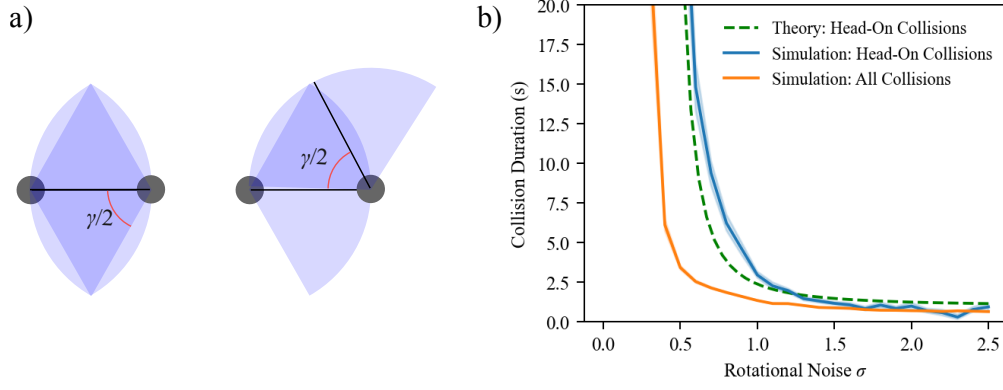 a)
γ/2
γ/2
b)
Collision Duration (s)
20.0
17.5
15.0
12.5
10.0
7.5
5.0
2.5
0.0
Theory: Head-On Collisions
Simulation: Head-On Collisions
Simulation: All Collisions
0.0 0.5 1.0 1.5 2.0 2.5
Rotational Noise σ